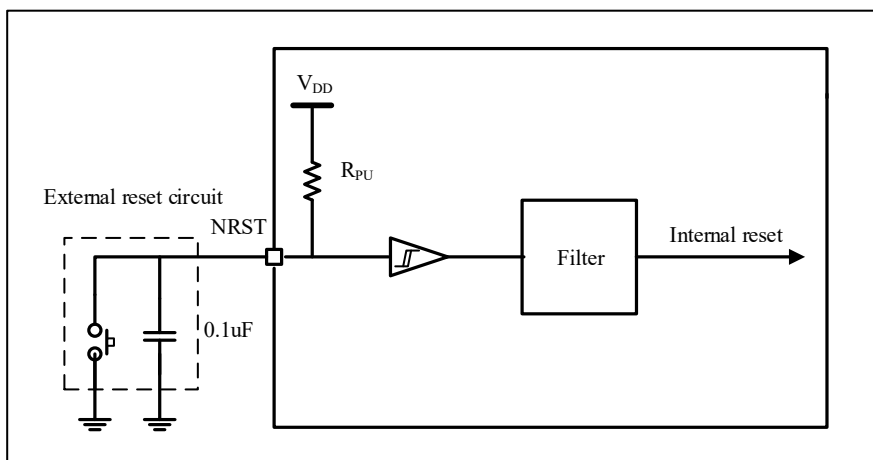 V_DD
R_PU
External reset circuit
NRST
Internal reset
Filter
0.1uF